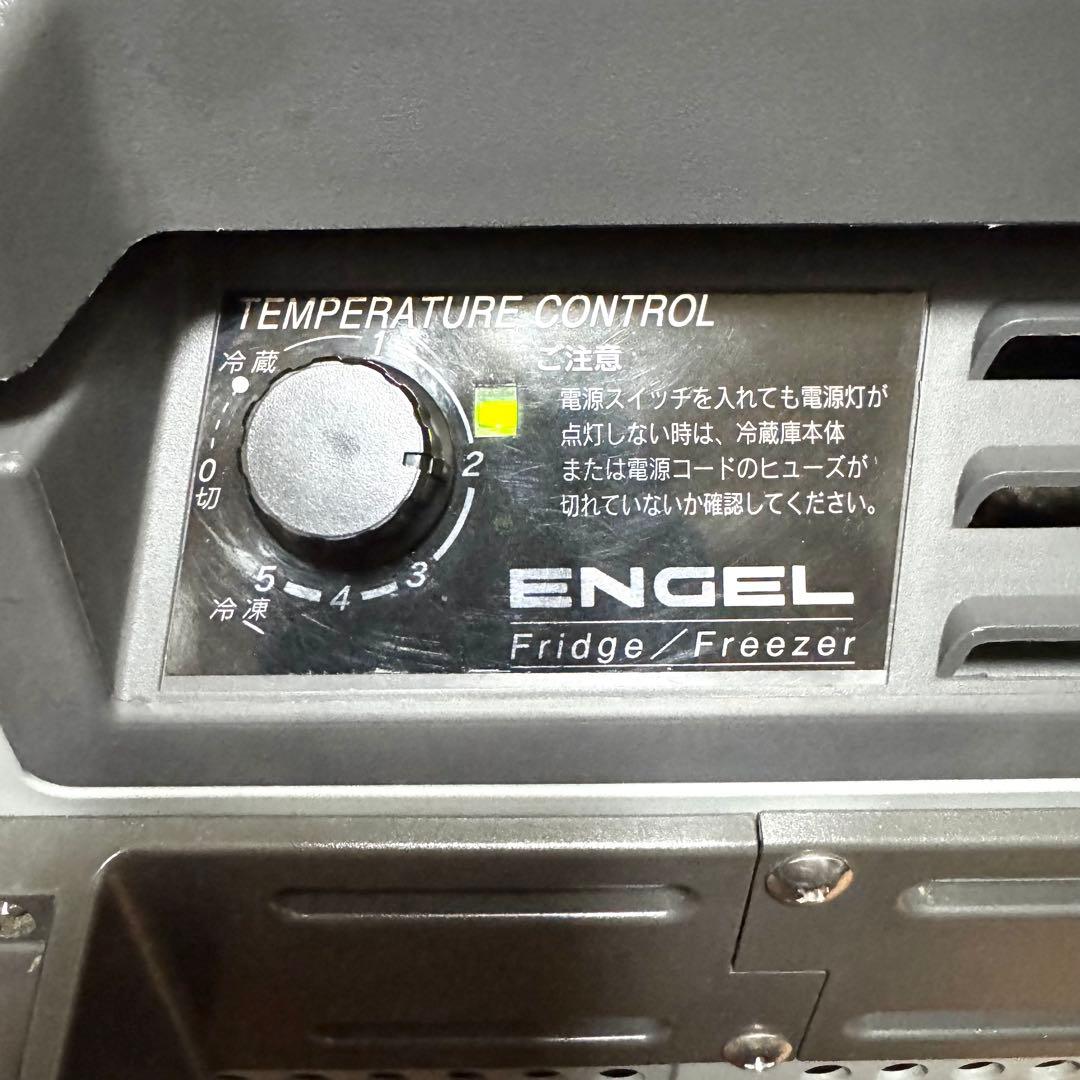 TEMPERATURE CONTROL
1
冷蔵
ご注意
電源スイッチを入れても電源灯が
点灯しない時は、冷蔵庫本体
または電源コードのヒューズが
切れていないか確認してください。
0
切
2
3
4
5
冷凍
ENGEL
Fridge/Freezer